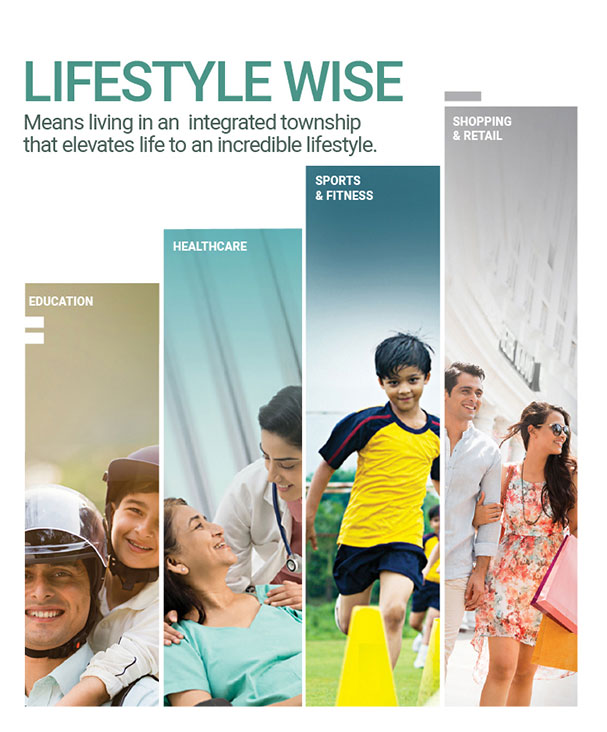 LIFESTYLE WISE
Means living in an integrated township
that elevates life to an incredible lifestyle.
EDUCATION
HEALTHCARE
SPORTS
& FITNESS
SHOPPING
& RETAIL